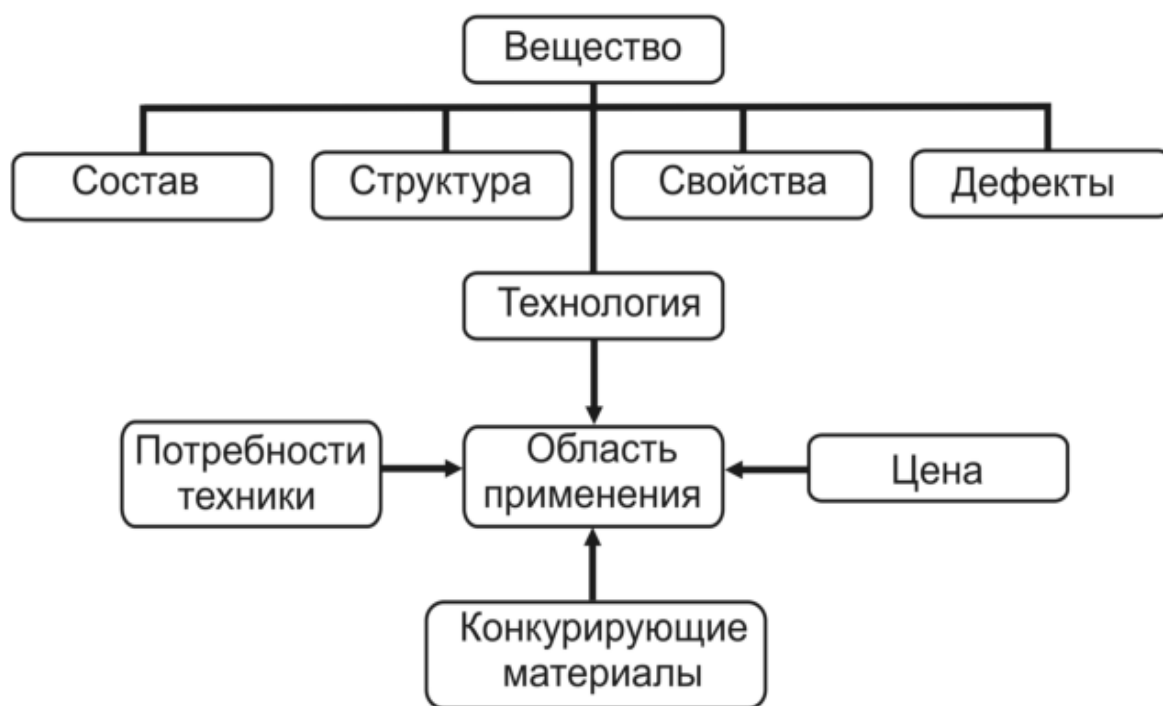 Вещество
Состав
Структура
Свойства
Дефекты
Технология
Потребности
техники
Область
применения
Цена
Конкурирующие
материалы